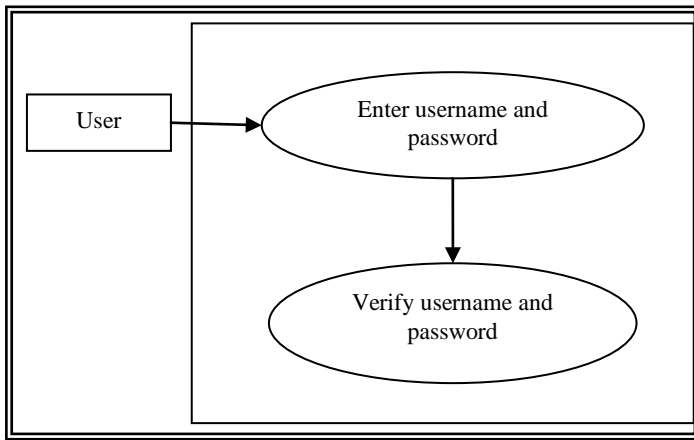 User
Enter username and
password
Verify username and
password